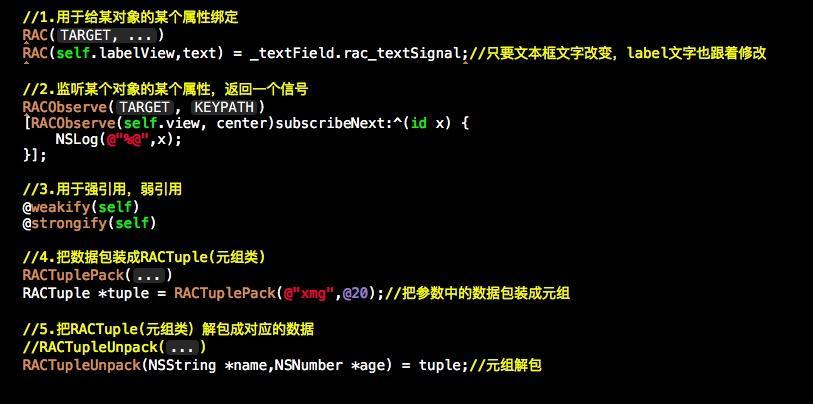 //1.用于给某对象的某个属性绑定
RAC(TARGET, ...)
RAC(self.labelView,text) = _textField.rac_textSignal;//只要文本框文字改变，label文字也跟着修改
//2.监听某个对象的某个属性，返回一个信号
RACObserve(TARGET, KEYPATH)
[RACObserve(self.view, center)subscribeNext:^(id x) {
NSLog(@"%@",x);
}];
//3.用于强引用，弱引用
@weakify(self)
@strongify(self)
//4.把数据包装成RACTuple(元组类)
RACTuplePack(...)
RACTuple *tuple = RACTuplePack(@"xmg",@20);//把参数中的数据包装成元组
//5.把RACTuple(元组类) 解包成对应的数据
//RACTupleUnpack(...)
RACTupleUnpack(NSString *name,NSNumber *age) = tuple;//元组解包